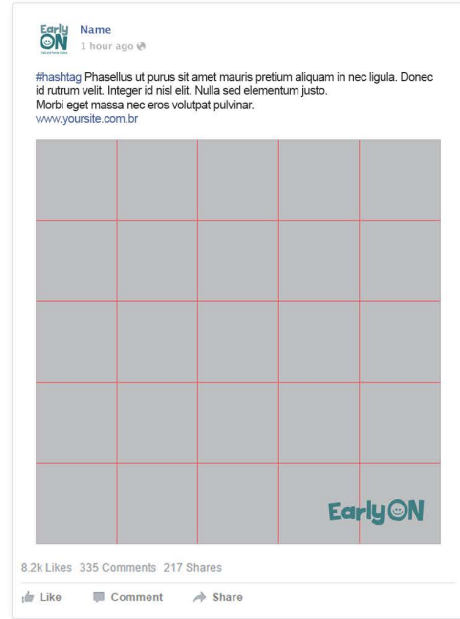 Early
ON
Name
1 hour ago
#hashtag Phasellus ut purus sit amet mauris pretium aliquam in nec ligula. Donec
id rutrum velit. Integer id nisl elit. Nulla sed elementum justo.
Morbi eget massa nec eros volutpat pulvinar.
www.yoursite.com.br
EarlyON
8.2k Likes 335 Comments 217 Shares
Like Comment Share